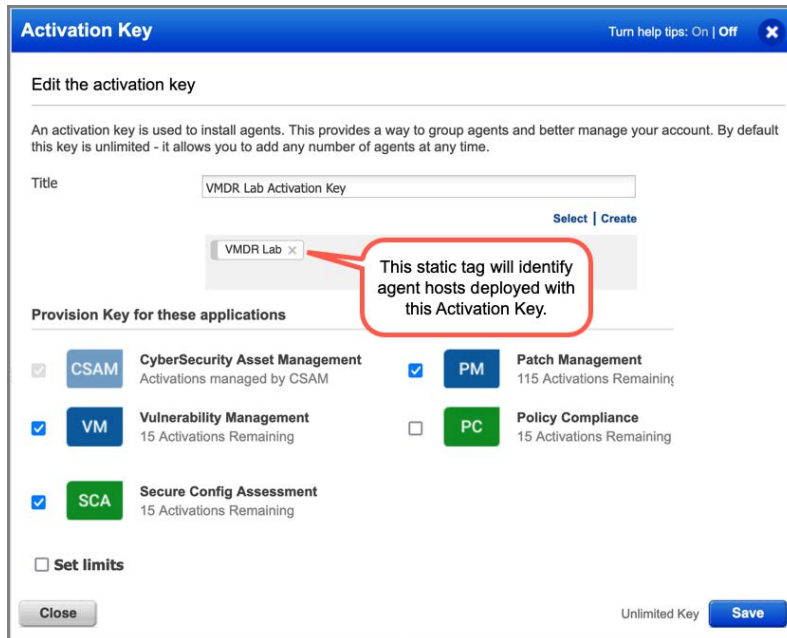 Activation Key
Turn help tips: On | Off
Edit the activation key
An activation key is used to install agents. This provides a way to group agents and better manage your account. By default
this key is unlimited - it allows you to add any number of agents at any time.
Title
VMDR Lab Activation Key
Select | Create
VMDR Lab
This static tag will identify
agent hosts deployed with
this Activation Key.
Provision Key for these applications
CSAM
CyberSecurity Asset Management
Activations managed by CSAM
PM
Patch Management
115 Activations Remaining
VM
Vulnerability Management
15 Activations Remaining
PC
Policy Compliance
15 Activations Remaining
SCA
Secure Config Assessment
15 Activations Remaining
Set limits
Close
Unlimited Key
Save